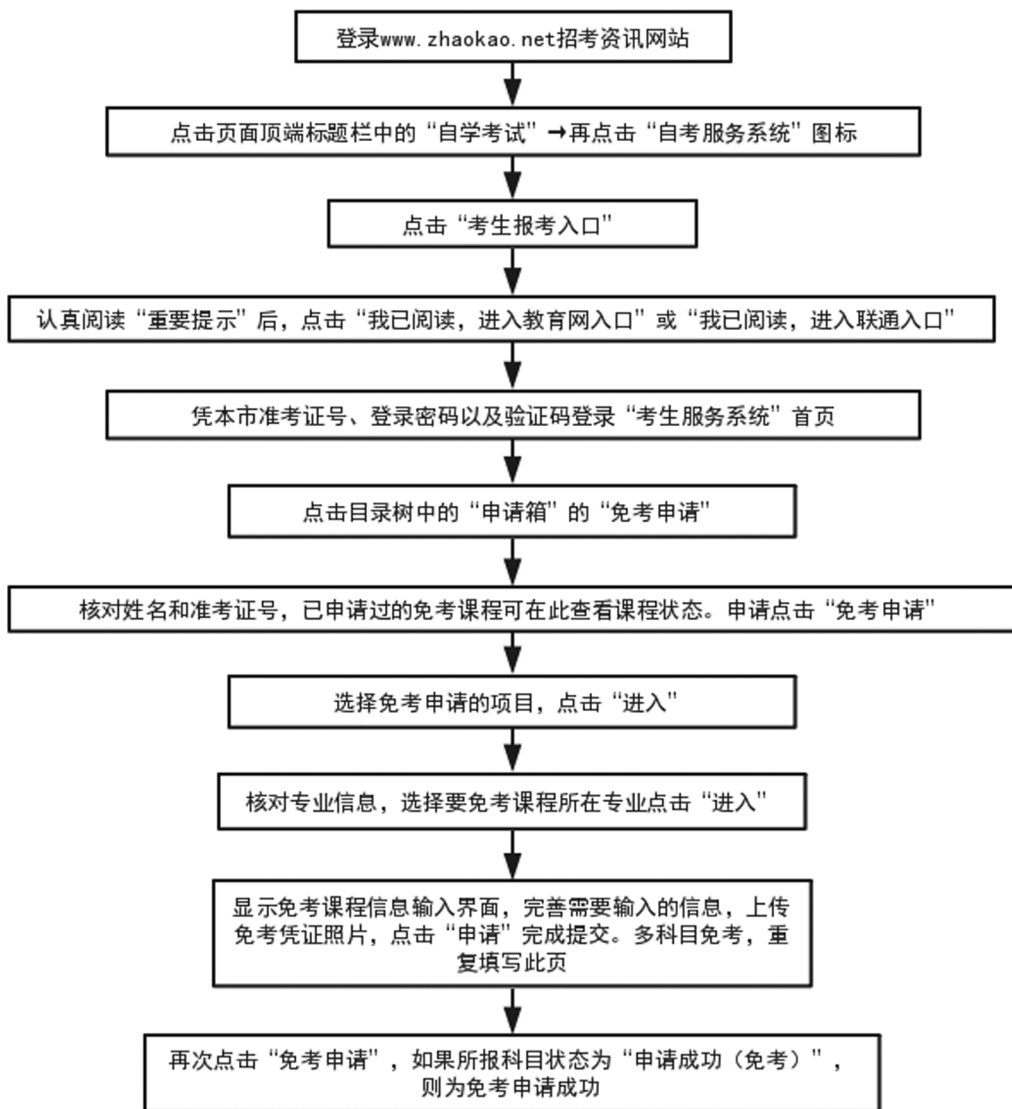 登录www.zhaokao.net招考资讯网站
点击页面顶端标题栏中的“自学考试”→再点击“自考服务系统”图标
点击“考生报考入口”
认真阅读“重要提示”后，点击“我已阅读，进入教育网入口”或“我已阅读，进入联通入口”
凭本市准考证号、登录密码以及验证码登录“考生服务系统”首页
点击目录树中的“申请箱”的“免考申请”
核对姓名和准考证号，已申请过的免考课程可在此查看课程状态。申请点击“免考申请”
选择免考申请的项目，点击“进入”
核对专业信息，选择要免考课程所在专业点击“进入”
显示免考课程信息输入界面，完善需要输入的信息，上传
免考凭证照片，点击“申请”完成提交。多科目免考，重
复填写此页
再次点击“免考申请”，如果所报科目状态为“申请成功（免考）”，
则为免考申请成功